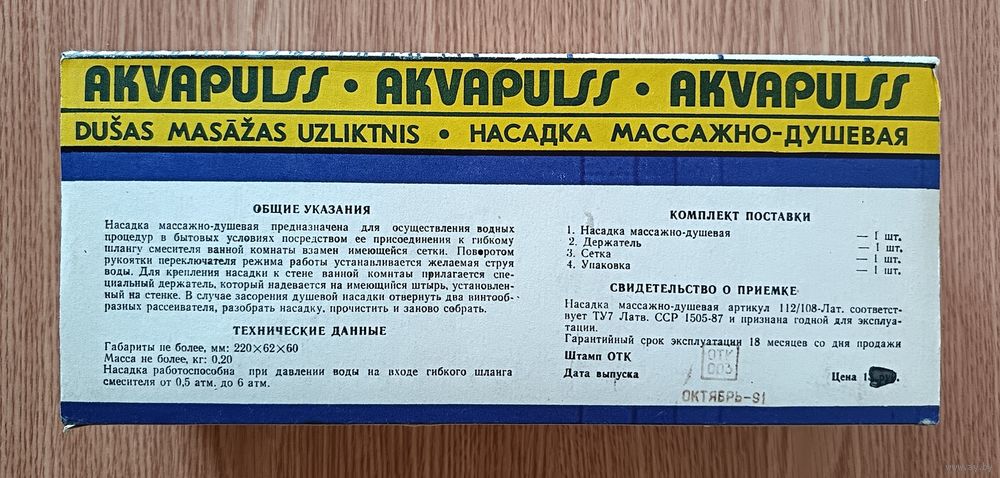 AKVAPULSS • AKVAPULSS • AKVAPULSS
DUŠAS MASĀŽAS UZLIKTNIS • НАСАДКА МАССАЖНО-ДУШЕВАЯ
ОБЩИЕ УКАЗАНИЯ
Насадка массажно-душевая предназначена для осуществления водных
процедур в бытовых условиях посредством ее присоединения к гибкому
шлангу смесителя ванной комнаты взамен имеющейся сетки. Поворотом
рукоятки переключателя режима работы устанавливается желаемая струя
воды. Для крепления насадки к стене ванной комнтаы прилагается спе-
циальный держатель, который надевается на имеющийся штырь, установлен-
ный на стенке. В случае засорения душевой насадки отвернуть два винтооб-
разных рассеивателя, разобрать насадку, прочистить и заново собрать.
ТЕХНИЧЕСКИЕ ДАННЫЕ
Габариты не более, мм: 220×62×60
Масса не более, кг: 0,20
Насадка работоспособна при давлении воды на входе гибкого шланга
смесителя от 0,5 атм. до 6 атм.
КОМПЛЕКТ ПОСТАВКИ
1. Насадка массажно-душевая — 1 шт.
2. Держатель — 1 шт.
3. Сетка — 1 шт.
4. Упаковка — 1 шт.
СВИДЕТЕЛЬСТВО О ПРИЕМКЕ
Насадка массажно-душевая артикул 112/108-Лат. соответст-
вует ТУ7 Латв. ССР 1505-87 и признана годной для эксплуа-
тации.
Гарантийный срок эксплуатации 18 месяцев со дня продажи
Штамп ОТК
ОТК
003
Дата выпуска
Цена
ОКТЯБРЬ-91
www.ay.by